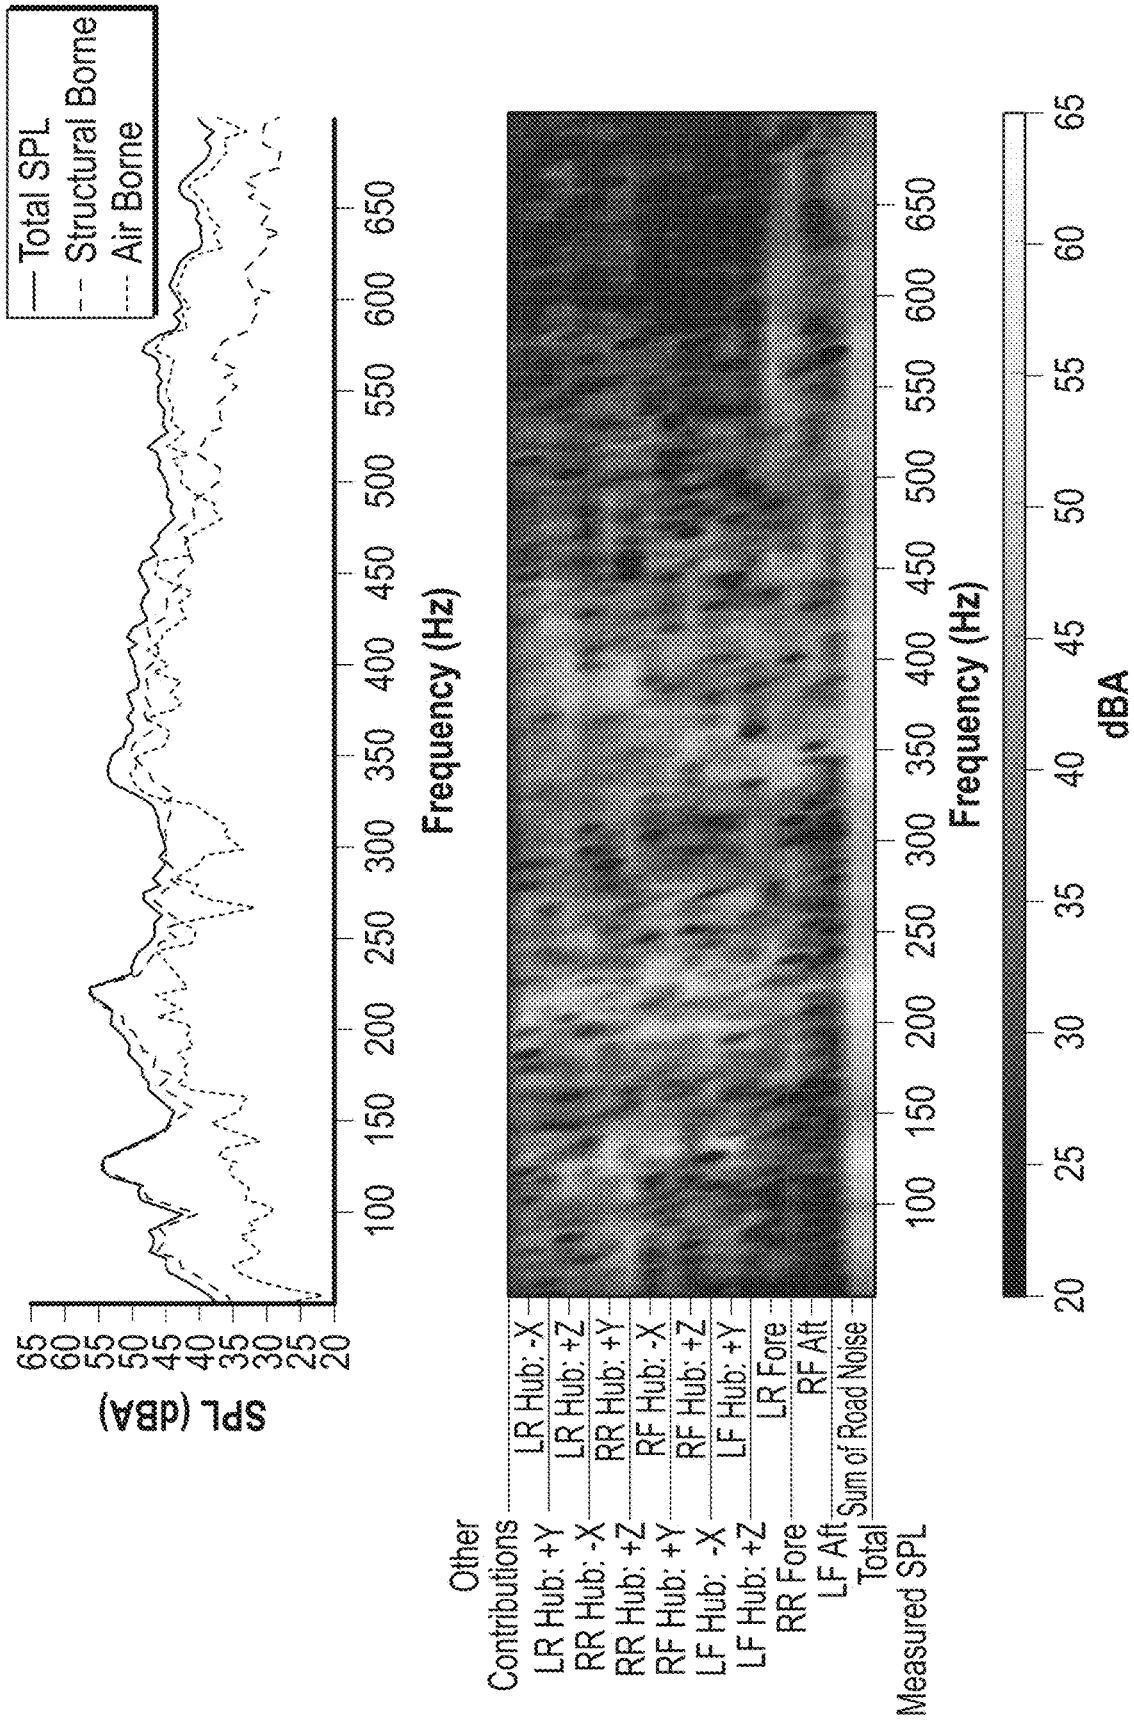 Total SPL
Structural Borne
Air Borne
SPL (dBA)
65
60
55
50
45
40
35
30
25
20
100
150
200
250
300
350
400
450
500
550
600
650
Frequency (Hz)
Other
Contributions
LR Hub: -X
LR Hub: +Y
LR Hub: +Z
RR Hub: -X
RR Hub: +Y
RR Hub: +Z
RF Hub: -X
RF Hub: +Y
RF Hub: +Z
LF Hub: -X
LF Hub: +Y
LF Hub: +Z
LR Fore
RR Fore
RF Aft
LF Aft
Sum of Road Noise
Total
Measured SPL
100
150
200
250
300
350
400
450
500
550
600
650
Frequency (Hz)
20
25
30
35
40
45
50
55
60
65
dBA